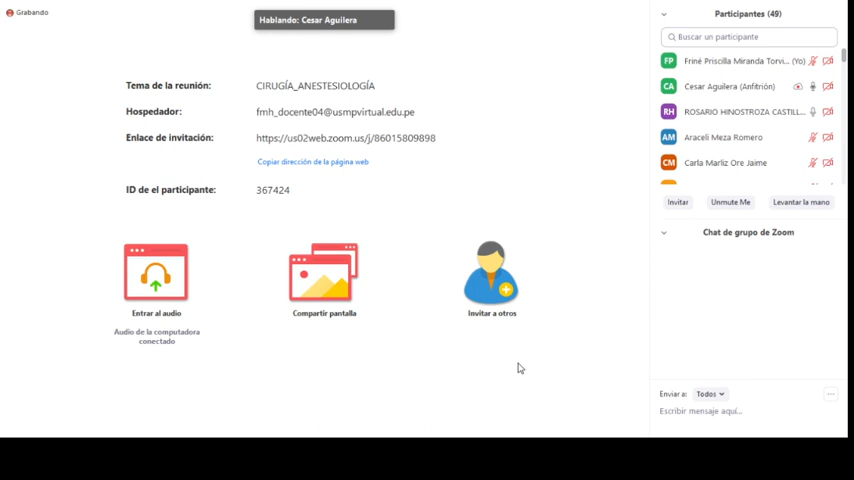 Grabando
Hablando: Cesar Aguilera
Tema de la reunión: CIRUGÍA_ANESTESIOLOGÍA
Hospedador: fmh_docente04@usmpvirtual.edu.pe
Enlace de invitación: https://us02web.zoom.us/j/86015809898
Copiar dirección de la página web
ID de el participante: 367424
Entrar al audio
Audio de la computadora
conectado
Compartir pantalla
Invitar a otros
Participantes (49)
Buscar un participante
FP Friné Priscilla Miranda Torvi... (Yo)
CA Cesar Aguilera (Anfitrión)
RH ROSARIO HINOSTROZA CASTILL...
AM Araceli Meza Romero
CM Carla Marliz Ore Jaime
Invitar Unmute Me Levantar la mano
Chat de grupo de Zoom
Enviar a: Todos
Escribir mensaje aquí...